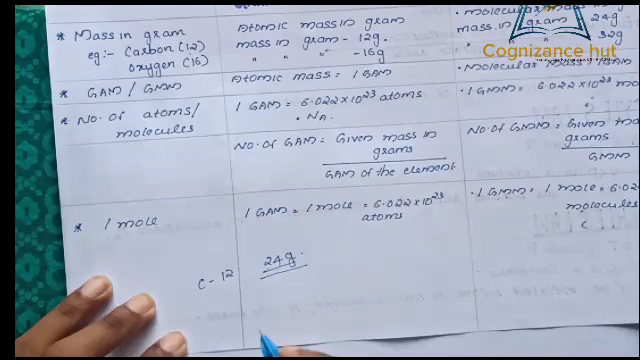 Atomic mass in gram
* Mass in gram
mass in gram - 12g.
" " " - 16g
eg:- Carbon (12)
Oxygen (16)
molecular mass in
mass in gram 24g
" " 32g
Cognizance hut
* GAM / GMM
Atomic mass = 1 GAM
Molecular mass = 1 GMM
* No. of atoms/
molecules
1 GAM = 6.022 x 10²³ atoms
• NA.
• 1 GMM = 6.022 x 10²³
No. of GAM = Given mass in
grams
GAM of the element
No. of GMM = Given
grams
GMM
* 1 mole
1 GAM = 1 mole = 6.022 x 10²³
atoms
• 1 GMM = 1 mole = 6.02
molecules
C - 12
24g.